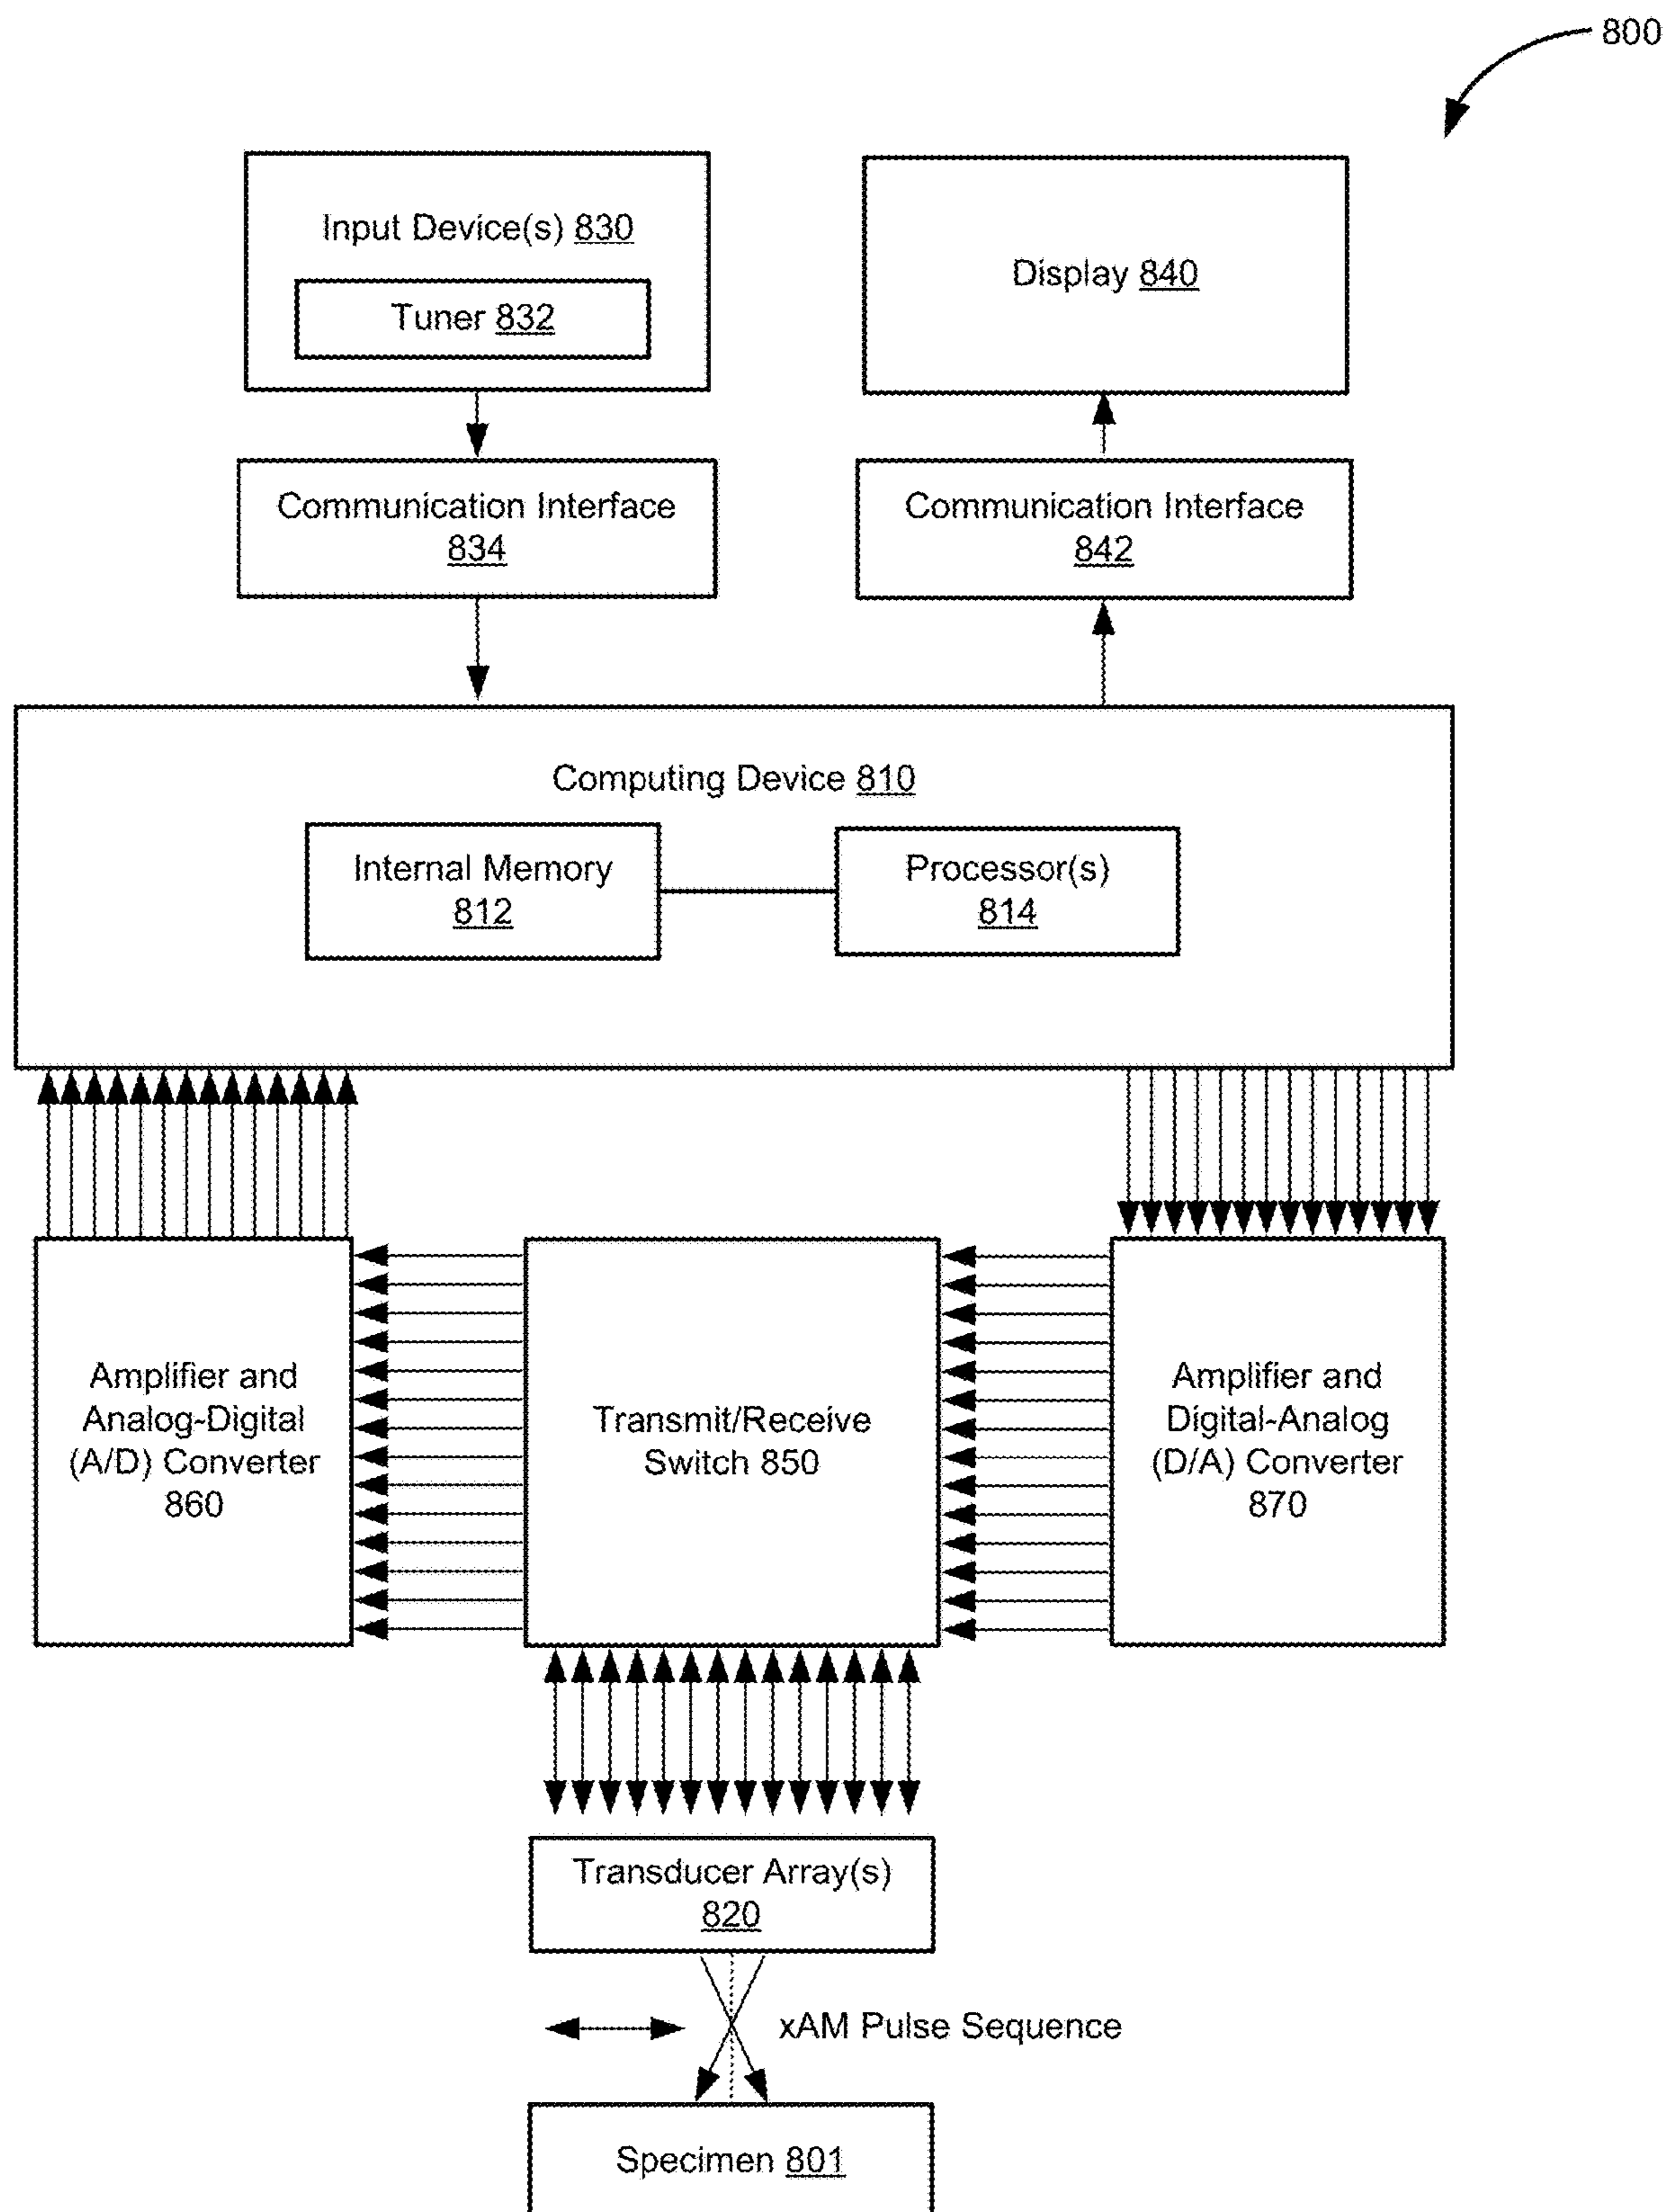 800
Input Device(s) 830
Tuner 832
Display 840
Communication Interface
834
Communication Interface
842
Computing Device 810
Internal Memory
812
Processor(s)
814
Amplifier and
Analog-Digital
(A/D) Converter
860
Transmit/Receive
Switch 850
Amplifier and
Digital-Analog
(D/A) Converter
870
Transducer Array(s)
820
xAM Pulse Sequence
Specimen 801